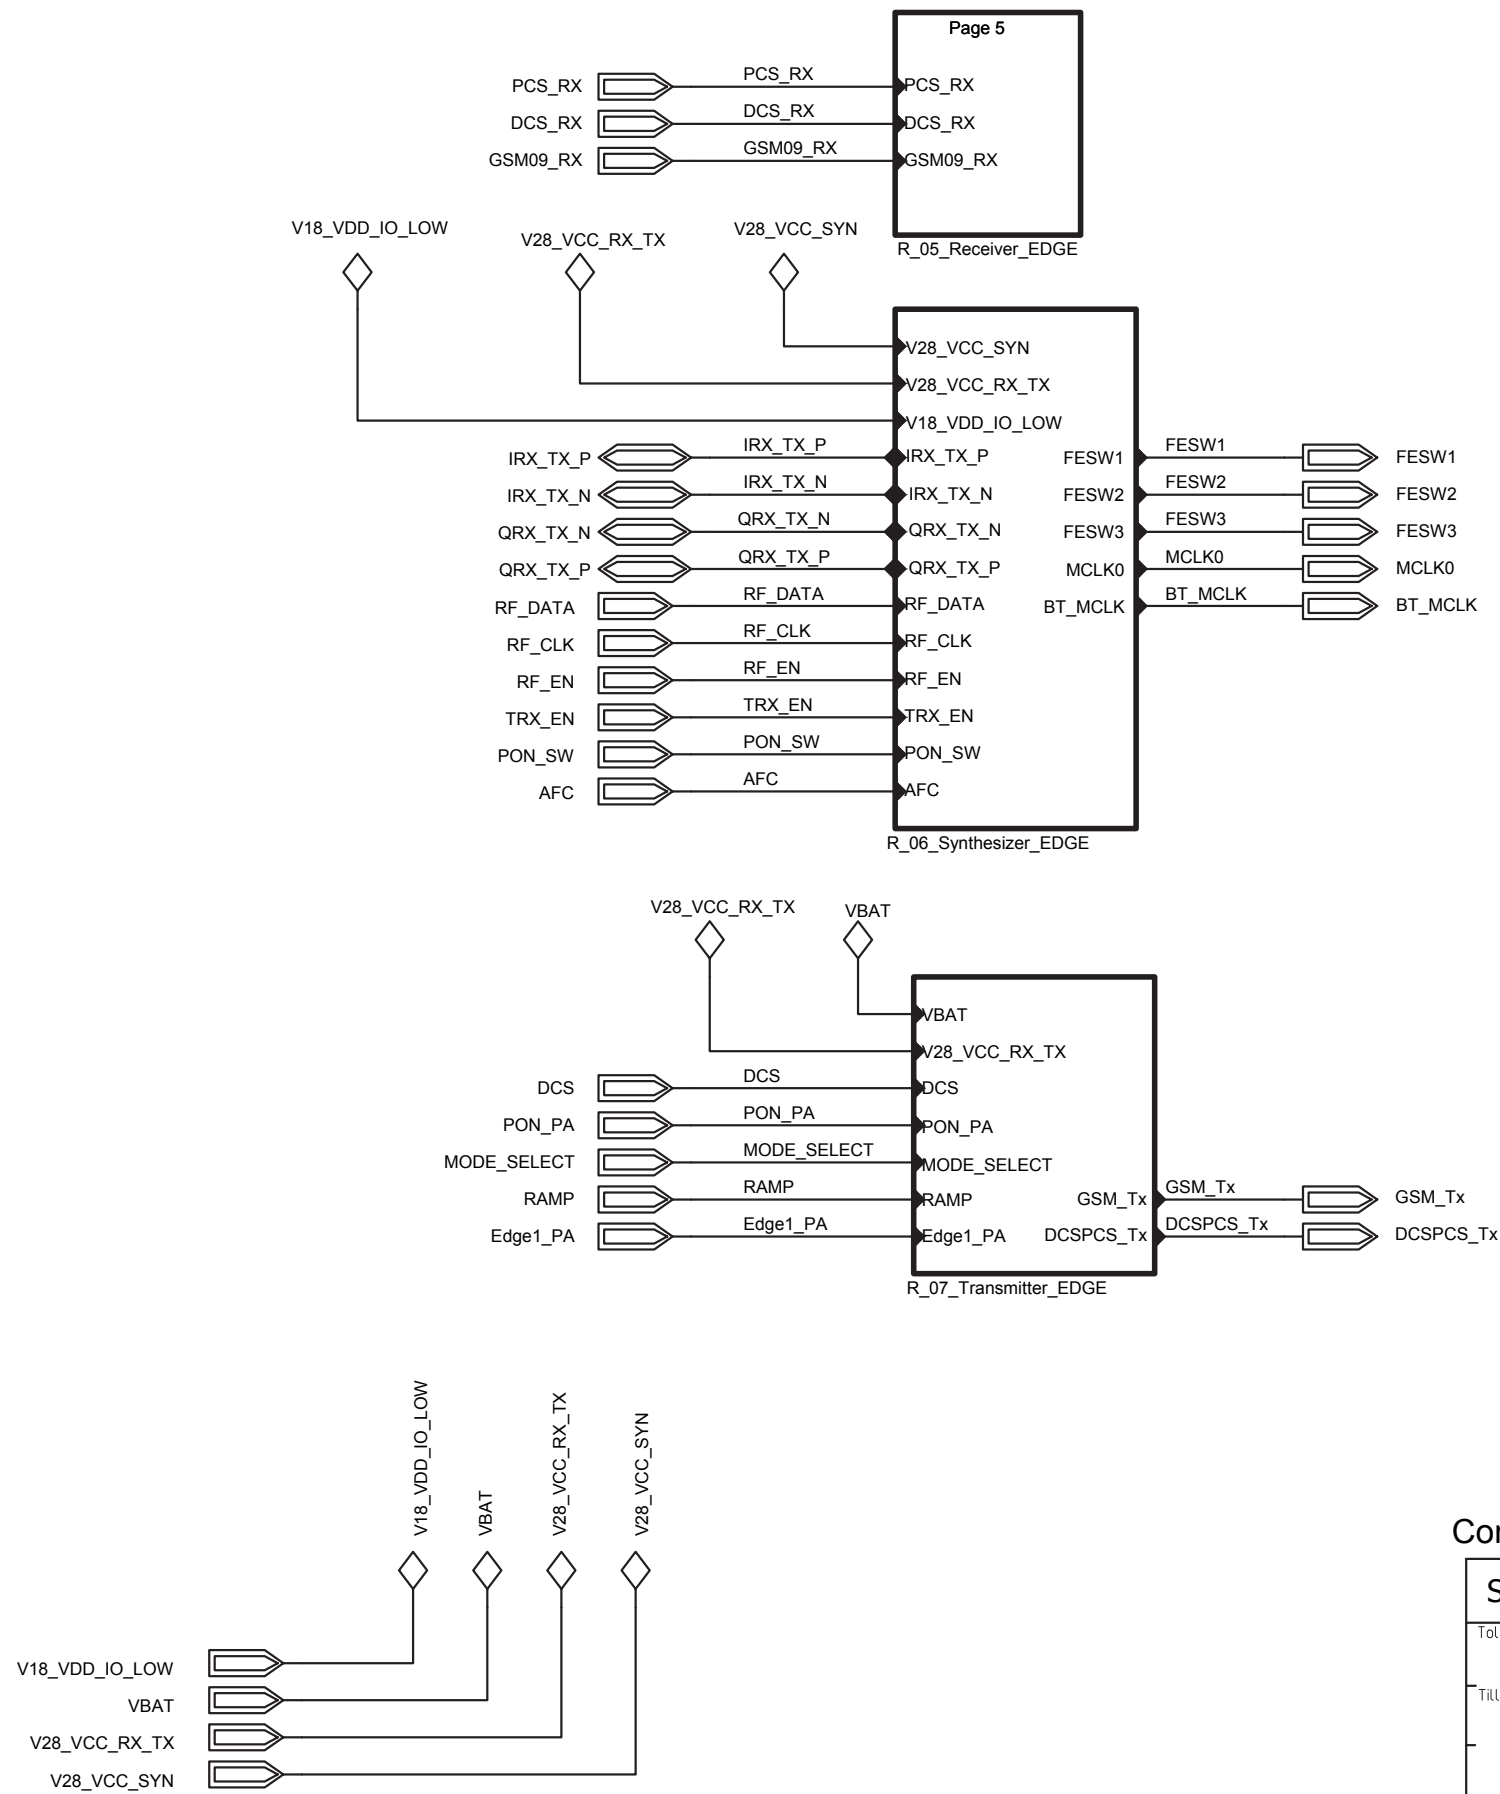 Page 5
PCS_RX PCS_RX PCS_RX
DCS_RX DCS_RX DCS_RX
GSM09_RX GSM09_RX GSM09_RX
R_05_Receiver_EDGE
V18_VDD_IO_LOW V28_VCC_RX_TX V28_VCC_SYN
V28_VCC_SYN
V28_VCC_RX_TX
V18_VDD_IO_LOW
IRX_TX_P IRX_TX_P IRX_TX_P FESW1 FESW1 FESW1
IRX_TX_N IRX_TX_N IRX_TX_N FESW2 FESW2 FESW2
QRX_TX_N QRX_TX_N QRX_TX_N FESW3 FESW3 FESW3
QRX_TX_P QRX_TX_P QRX_TX_P MCLK0 MCLK0 MCLK0
RF_DATA RF_DATA RF_DATA BT_MCLK BT_MCLK BT_MCLK
RF_CLK RF_CLK RF_CLK
RF_EN RF_EN RF_EN
TRX_EN TRX_EN TRX_EN
PON_SW PON_SW PON_SW
AFC AFC AFC
R_06_Synthesizer_EDGE
V28_VCC_RX_TX VBAT
VBAT
V28_VCC_RX_TX
DCS DCS DCS
PON_PA PON_PA PON_PA
MODE_SELECT MODE_SELECT MODE_SELECT
RAMP RAMP RAMP GSM_Tx GSM_Tx GSM_Tx
Edge1_PA Edge1_PA Edge1_PA DCSPCS_Tx DCSPCS_Tx DCSPCS_Tx
R_07_Transmitter_EDGE
V18_VDD_IO_LOW
VBAT
V28_VCC_RX_TX
V28_VCC_SYN
V18_VDD_IO_LOW
VBAT
V28_VCC_RX_TX
V28_VCC_SYN
Tol
Till